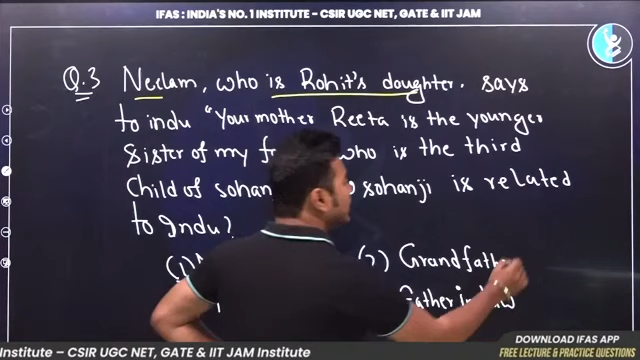 IFAS : INDIA'S NO. 1 INSTITUTE – CSIR UGC NET, GATE & IIT JAM
Q.3 Neelam, who is Rohit's daughter. says
to indu "Your mother Reeta is the younger
Sister of my who is the third
Child of sohan sohanji is related
to Indu?
(1) (2) Grandfath
Father in law
DOWNLOAD IFAS APP
Institute – CSIR UGC NET, GATE & IIT JAM Institute
FREE LECTURE & PRACTICE QUESTIONS